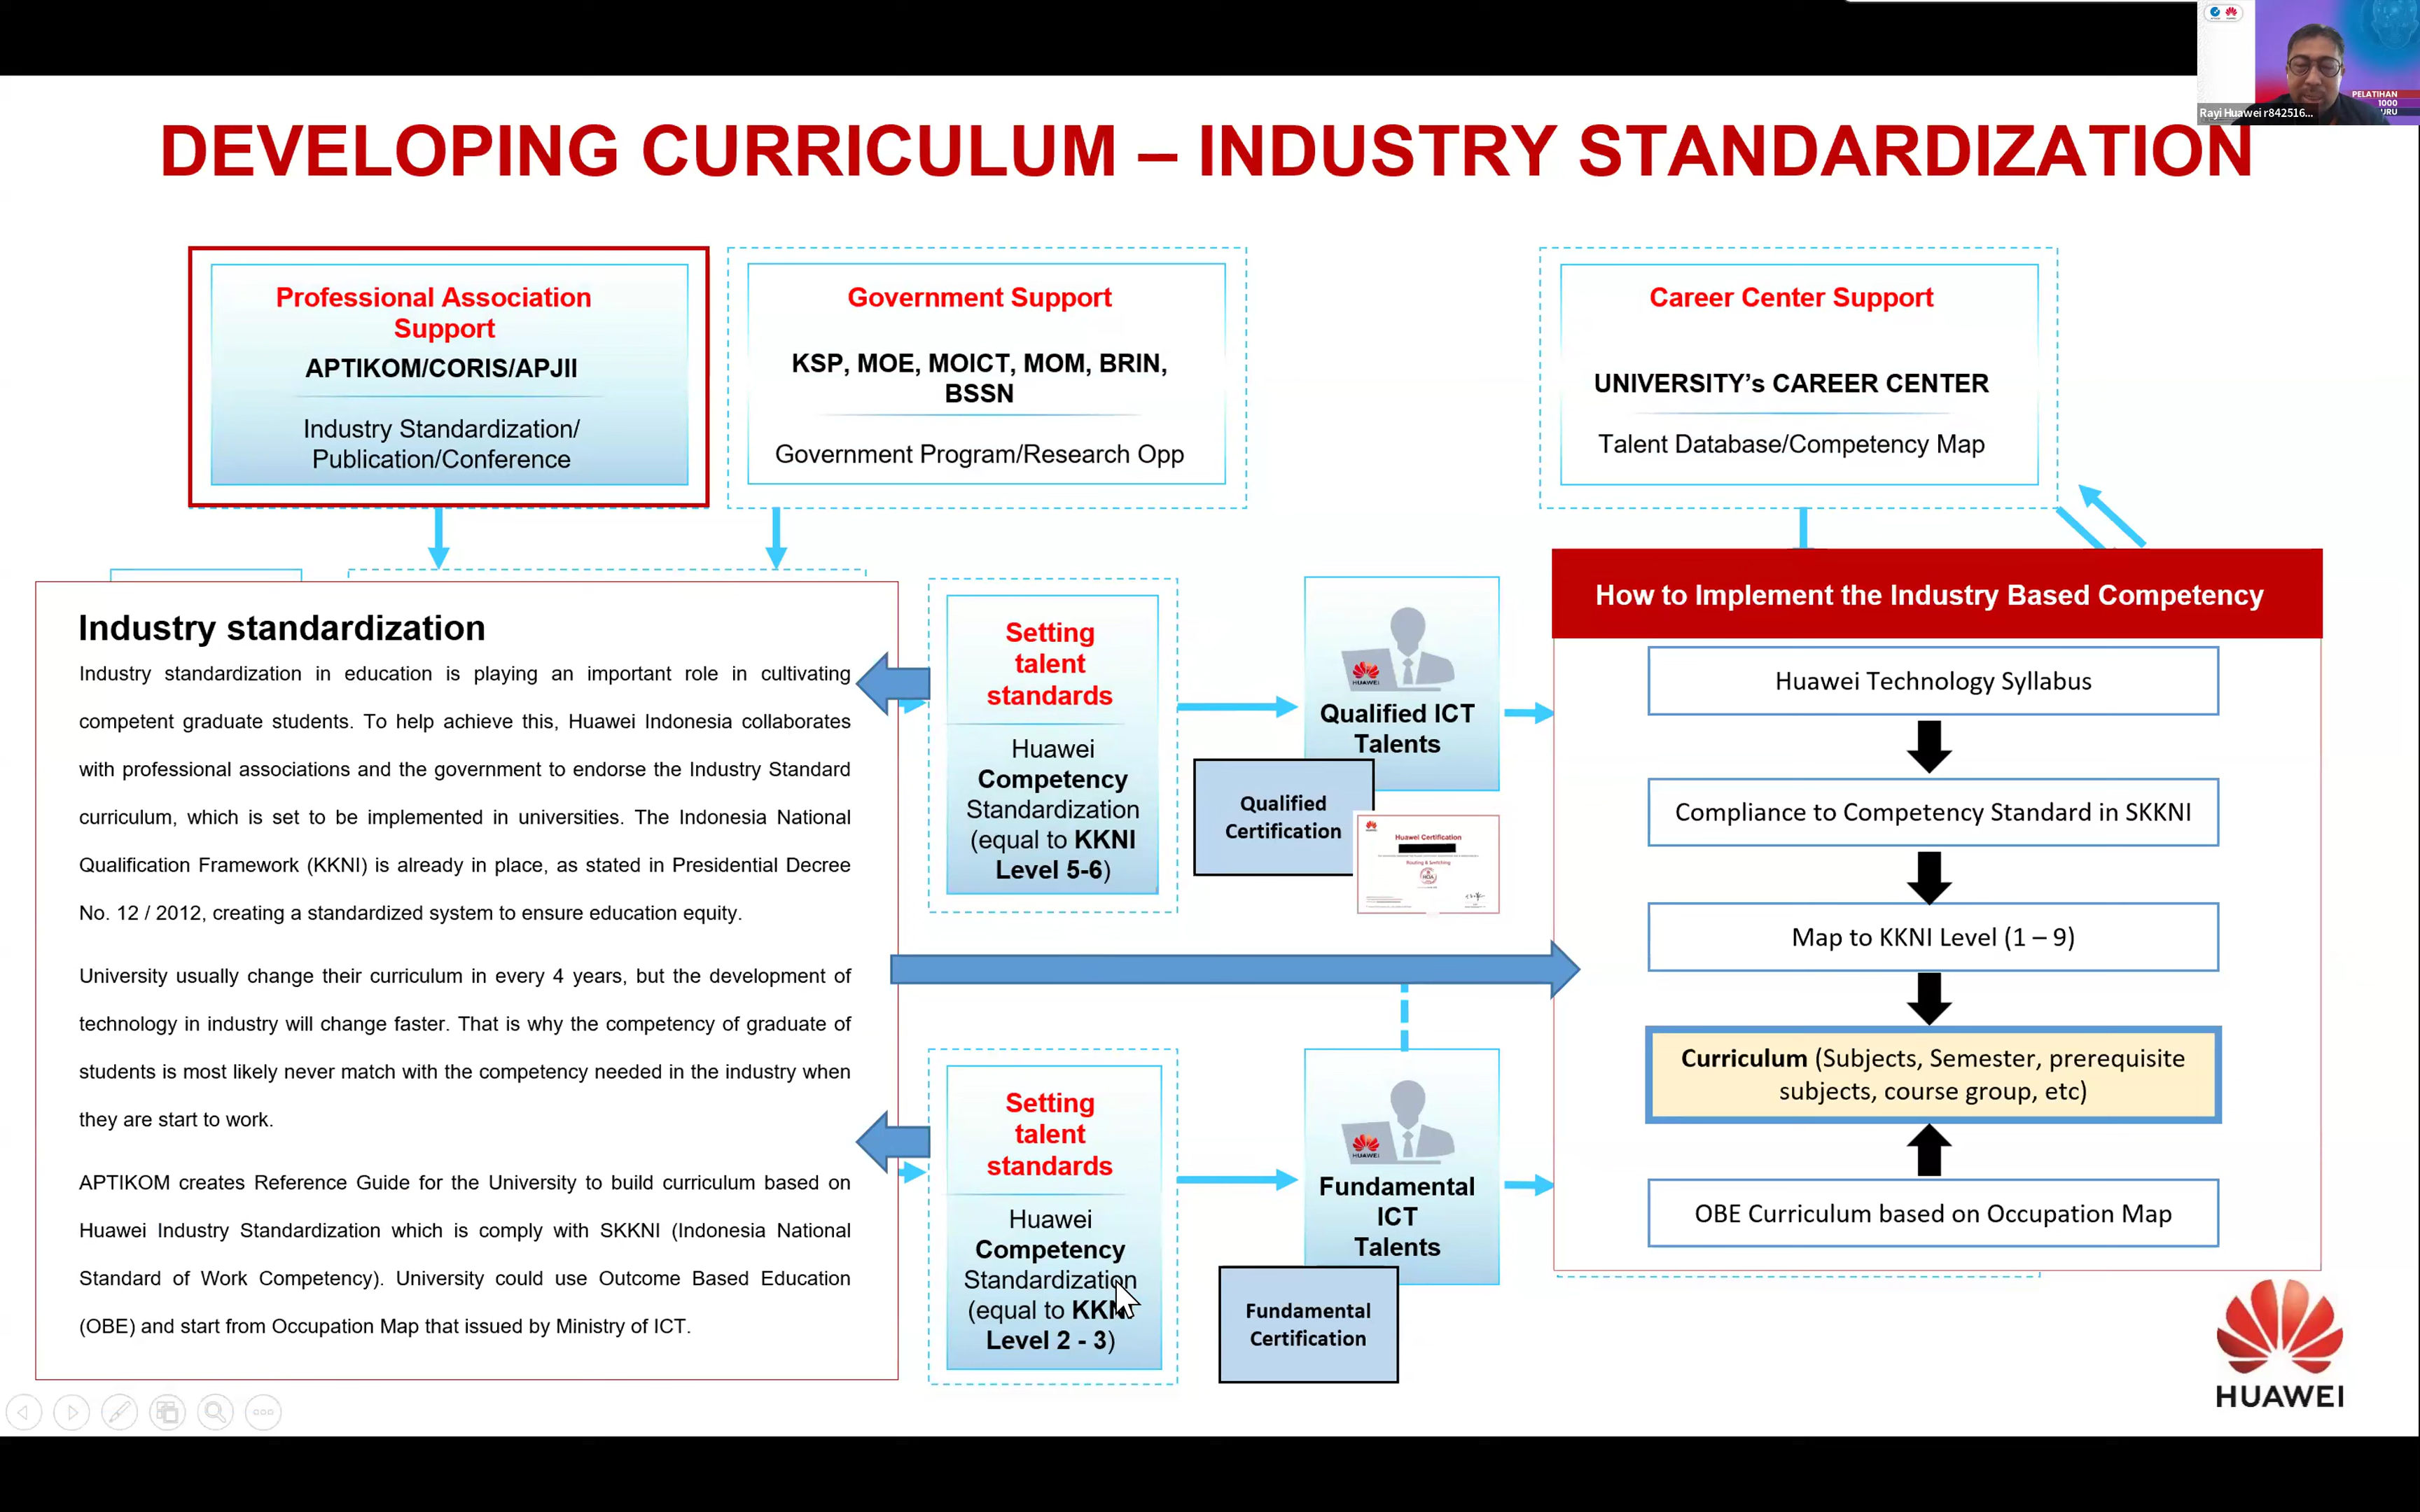 PELATIHAN
1000
Rayi Huawei r842516...
DEVELOPING CURRICULUM – INDUSTRY STANDARDIZATION
Professional Association
Support
APTIKOM/CORIS/APJII
Industry Standardization/
Publication/Conference
Government Support
KSP, MOE, MOICT, MOM, BRIN,
BSSN
Government Program/Research Opp
Career Center Support
UNIVERSITY's CAREER CENTER
Talent Database/Competency Map
Industry standardization
Industry standardization in education is playing an important role in cultivating
competent graduate students. To help achieve this, Huawei Indonesia collaborates
with professional associations and the government to endorse the Industry Standard
curriculum, which is set to be implemented in universities. The Indonesia National
Qualification Framework (KKNI) is already in place, as stated in Presidential Decree
No. 12 / 2012, creating a standardized system to ensure education equity.
University usually change their curriculum in every 4 years, but the development of
technology in industry will change faster. That is why the competency of graduate of
students is most likely never match with the competency needed in the industry when
they are start to work.
APTIKOM creates Reference Guide for the University to build curriculum based on
Huawei Industry Standardization which is comply with SKKNI (Indonesia National
Standard of Work Competency). University could use Outcome Based Education
(OBE) and start from Occupation Map that issued by Ministry of ICT.
Setting
talent
standards
Huawei
Competency
Standardization
(equal to KKNI
Level 5-6)
HUAWEI
Qualified ICT
Talents
Qualified
Certification
Huawei Certification
Routing & Switching
Setting
talent
standards
Huawei
Competency
Standardization
(equal to KKNI
Level 2 - 3)
HUAWEI
Fundamental
ICT
Talents
Fundamental
Certification
How to Implement the Industry Based Competency
Huawei Technology Syllabus
Compliance to Competency Standard in SKKNI
Map to KKNI Level (1 – 9)
Curriculum (Subjects, Semester, prerequisite
subjects, course group, etc)
OBE Curriculum based on Occupation Map
HUAWEI